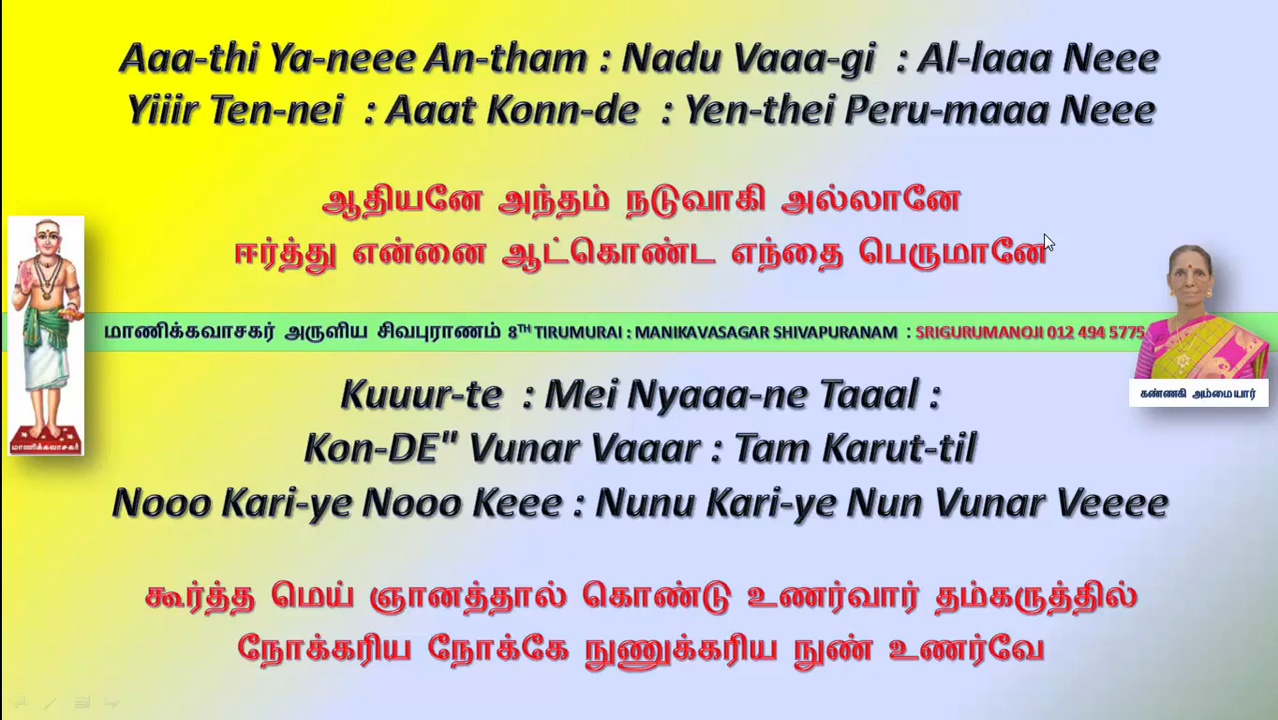 Aaa-thi Ya-neee An-tham : Nadu Vaaa-gi : Al-laaa Neee
Yiiir Ten-nei : Aaat Konn-de : Yen-thei Peru-maaa Neee
ஆதியனே அந்தம் நடுவாகி அல்லானே
ஈர்த்து என்னை ஆட்கொண்ட எந்தை பெருமானே
மாணிக்கவாசகர் அருளிய சிவபுராணம் 8TH TIRUMURAI : MANIKAVASAGAR SHIVAPURANAM : SRIGURUMANOJI 012 494 5775
கண்ணகி அம்மையார்
மாணிக்கவாசகர்
Kuuur-te : Mei Nyaaa-ne Taaal :
Kon-DE" Vunar Vaaar : Tam Karut-til
Nooo Kari-ye Nooo Keee : Nunu Kari-ye Nun Vunar Veeee
கூர்த்த மெய் ஞானத்தால் கொண்டு உணர்வார் தம்கருத்தில்
நோக்கரிய நோக்கே நுணுக்கரிய நுண் உணர்வே